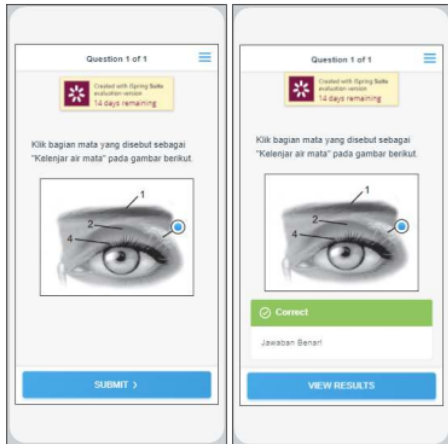 Question 1 of 1
Created with iSpring Suite
evaluation version
14 days remaining
Klik bagian mata yang disebut sebagai
"Kelenjar air mata" pada gambar berikut.
1
2
4
SUBMIT >
Question 1 of 1
Created with iSpring Suite
evaluation version
14 days remaining
Klik bagian mata yang disebut sebagai
"Kelenjar air mata" pada gambar berikut.
1
2
4
Correct
Jawaban Benar!
VIEW RESULTS